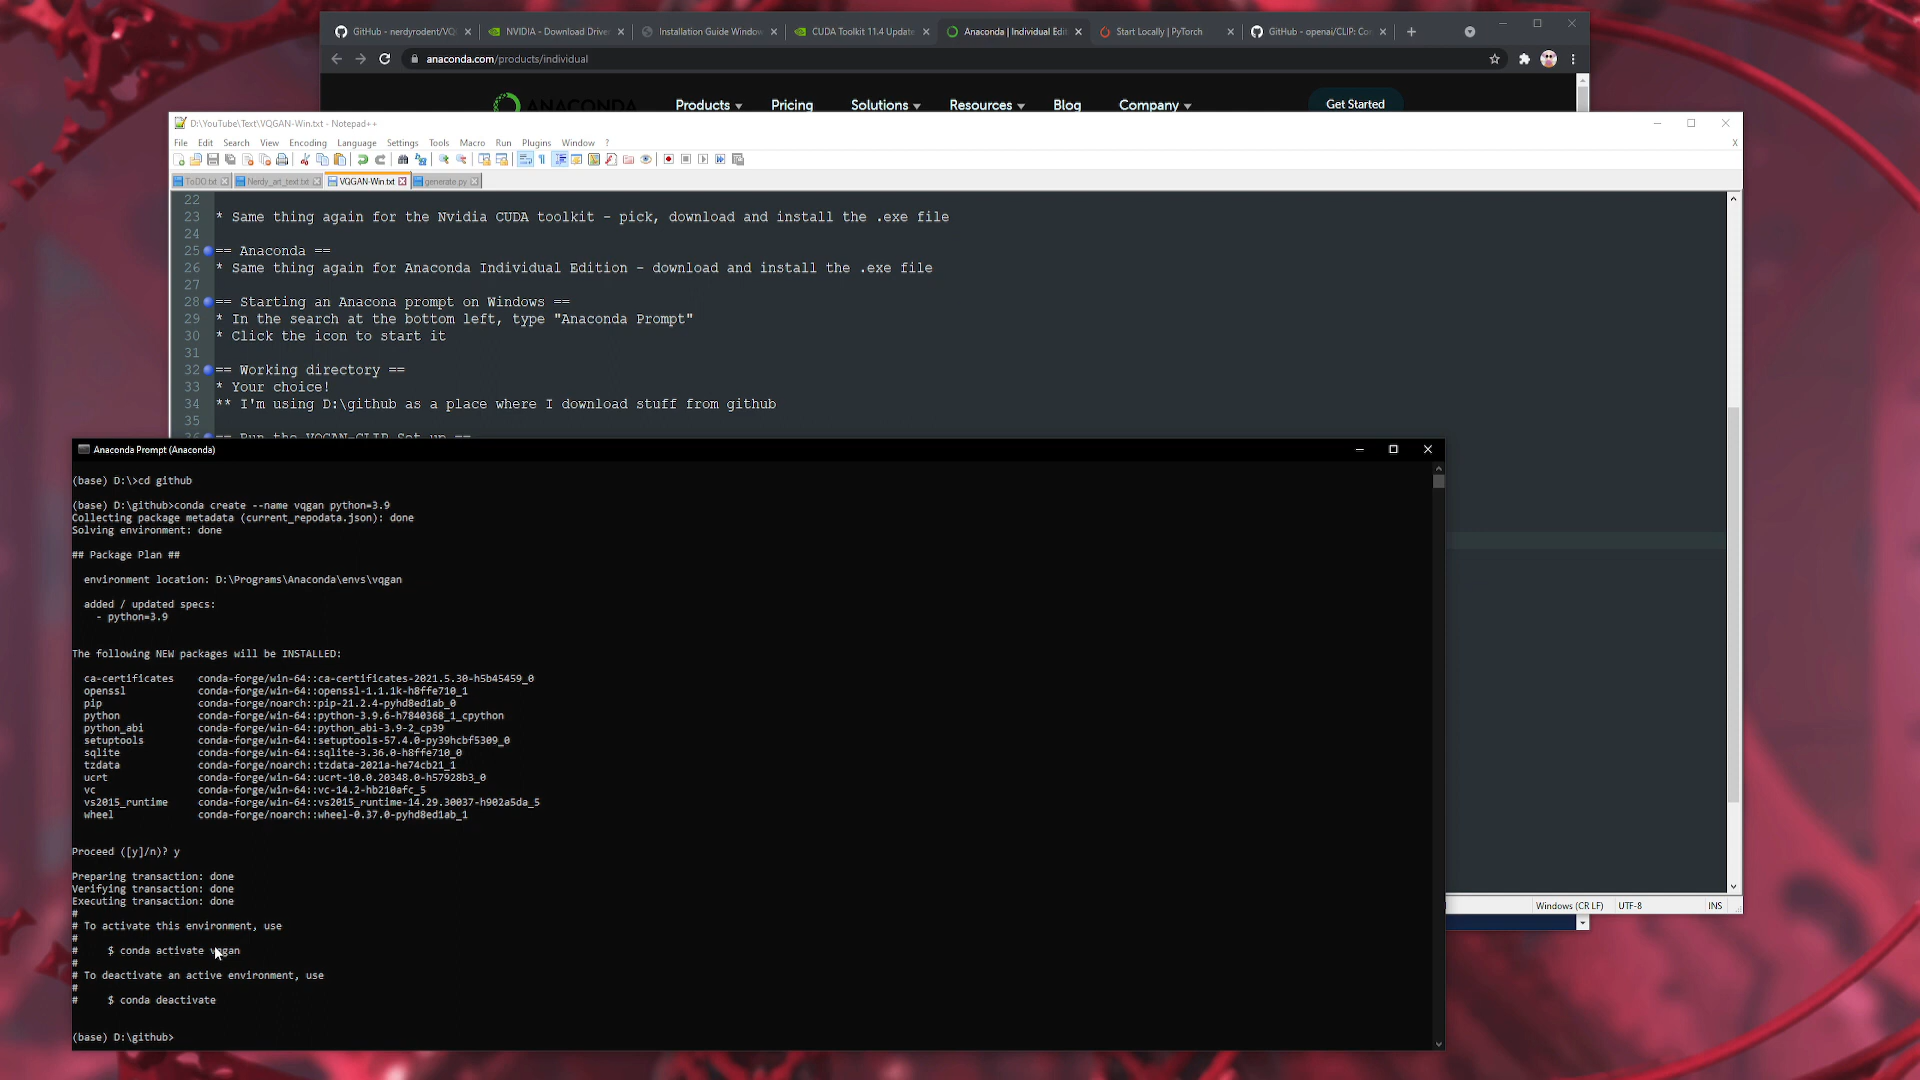 GitHub - nerdyrodent/VQ
NVIDIA - Download Drive
Installation Guide Window
CUDA Toolkit 11.4 Update
Anaconda | Individual Edi
Start Locally | PyTorch
GitHub - openai/CLIP: Co
anaconda.com/products/individual
ANACONDA
Products
Pricing
Solutions
Resources
Blog
Company
Get Started
D:\YouTube\Text\VQGAN-Win.txt - Notepad++
File Edit Search View Encoding Language Settings Tools Macro Run Plugins Window ?
X
ToDO.txt
Nerdy_art_text.txt
VQGAN-Win.txt
generate.py
22
23 * Same thing again for the Nvidia CUDA toolkit - pick, download and install the .exe file
24
25 == Anaconda ==
26 * Same thing again for Anaconda Individual Edition - download and install the .exe file
27
28 == Starting an Anacona prompt on Windows ==
29 * In the search at the bottom left, type "Anaconda Prompt"
30 * Click the icon to start it
31
32 == Working directory ==
33 * Your choice!
34 ** I'm using D:\github as a place where I download stuff from github
35
36 == Run the VQGAN-CLIP Set up ==
Anaconda Prompt (Anaconda)
(base) D:\>cd github
(base) D:\github>conda create --name vqgan python=3.9
Collecting package metadata (current_repodata.json): done
Solving environment: done
## Package Plan ##
environment location: D:\Programs\Anaconda\envs\vqgan
added / updated specs:
- python=3.9
The following NEW packages will be INSTALLED:
ca-certificates conda-forge/win-64::ca-certificates-2021.5.30-h5b45459_0
openssl conda-forge/win-64::openssl-1.1.1k-h8ffe710_1
pip conda-forge/noarch::pip-21.2.4-pyhd8ed1ab_0
python conda-forge/win-64::python-3.9.6-h7840368_1_cpython
python_abi conda-forge/win-64::python_abi-3.9-2_cp39
setuptools conda-forge/win-64::setuptools-57.4.0-py39hcbf5309_0
sqlite conda-forge/win-64::sqlite-3.36.0-h8ffe710_0
tzdata conda-forge/noarch::tzdata-2021a-he74cb21_1
ucrt conda-forge/win-64::ucrt-10.0.20348.0-h57928b3_0
vc conda-forge/win-64::vc-14.2-hb210afc_5
vs2015_runtime conda-forge/win-64::vs2015_runtime-14.29.30037-h902a5da_5
wheel conda-forge/noarch::wheel-0.37.0-pyhd8ed1ab_1
Proceed ([y]/n)? y
Preparing transaction: done
Verifying transaction: done
Executing transaction: done
#
# To activate this environment, use
#
# $ conda activate vqgan
#
# To deactivate an active environment, use
#
# $ conda deactivate
(base) D:\github>
Windows (CR LF) UTF-8 INS